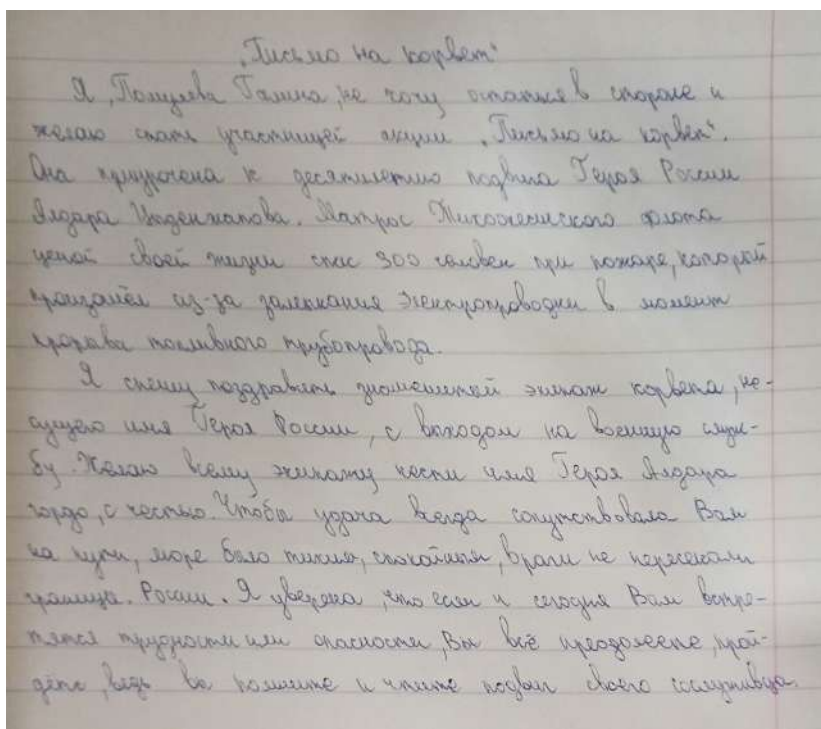 „Письмо на корвет"
Я, Полуева Галина, не хочу остаться в стороне и
желаю стать участницей акции „Письмо на корвет".
Она приурочена к десятилетию подвига Героя России
Алдара Цыденжапова. Матрос Тихоокеанского флота
ценой своей жизни спас 300 человек при пожаре, который
произошёл из-за замыкания электропроводки в момент
прорыва топливного трубопровода.
Я спешу поздравить знаменитый экипаж корвета, не-
сущего имя Героя России, с выходом на военную служ-
бу. Желаю всему экипажу нести имя Героя Алдара
гордо, с честью. Чтобы удача всегда сопутствовала Вам
на пути, море было тихим, спокойным, враги не пересекали
границы. России. Я уверена, что если и сегодня Вам встре-
тятся трудности или опасности, Вы всё преодолеете, прой-
дёте, ведь вы помните и чтите подвиг своего сослуживца.